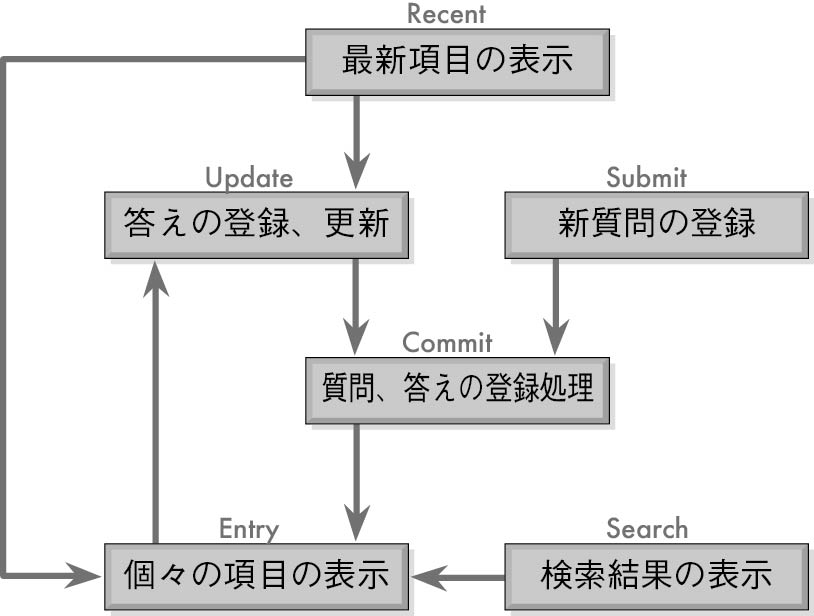 Recent
最新項目の表示
Update
答えの登録、更新
Submit
新質問の登録
Commit
質問、答えの登録処理
Entry
個々の項目の表示
Search
検索結果の表示